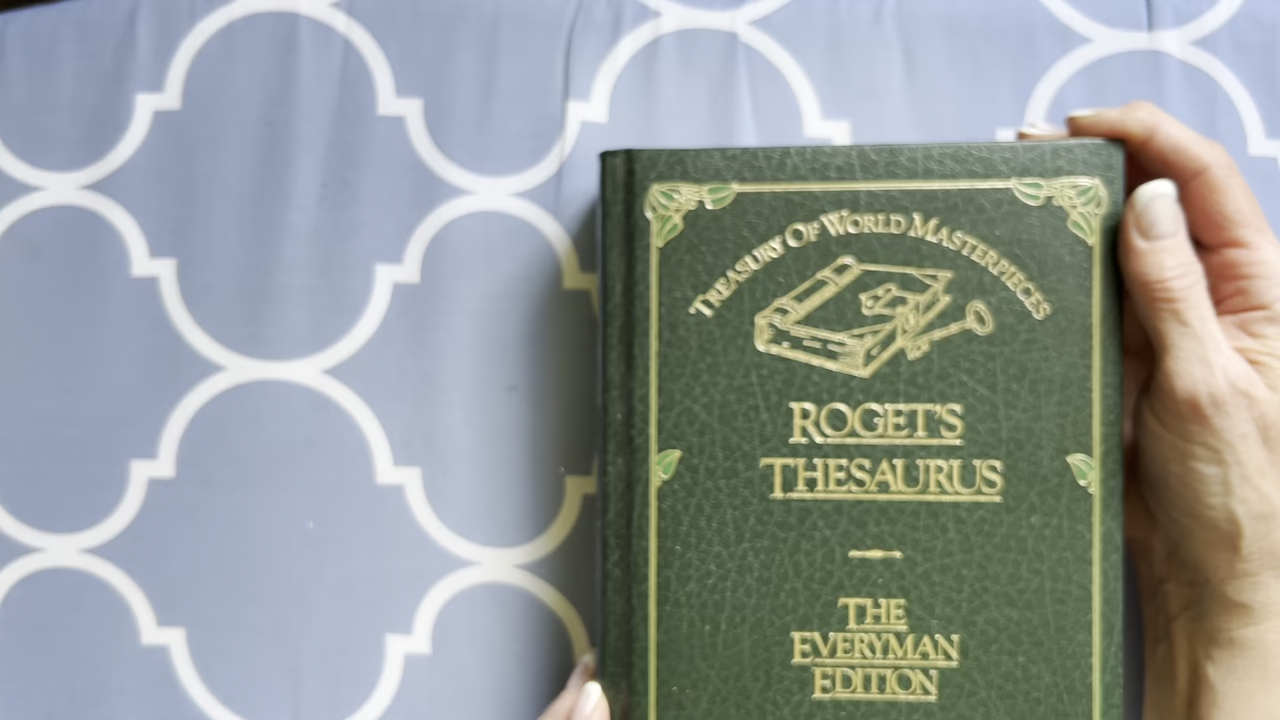 TREASURY OF WORLD MASTERPIECES
ROGET'S
THESAURUS
THE
EVERYMAN
EDITION